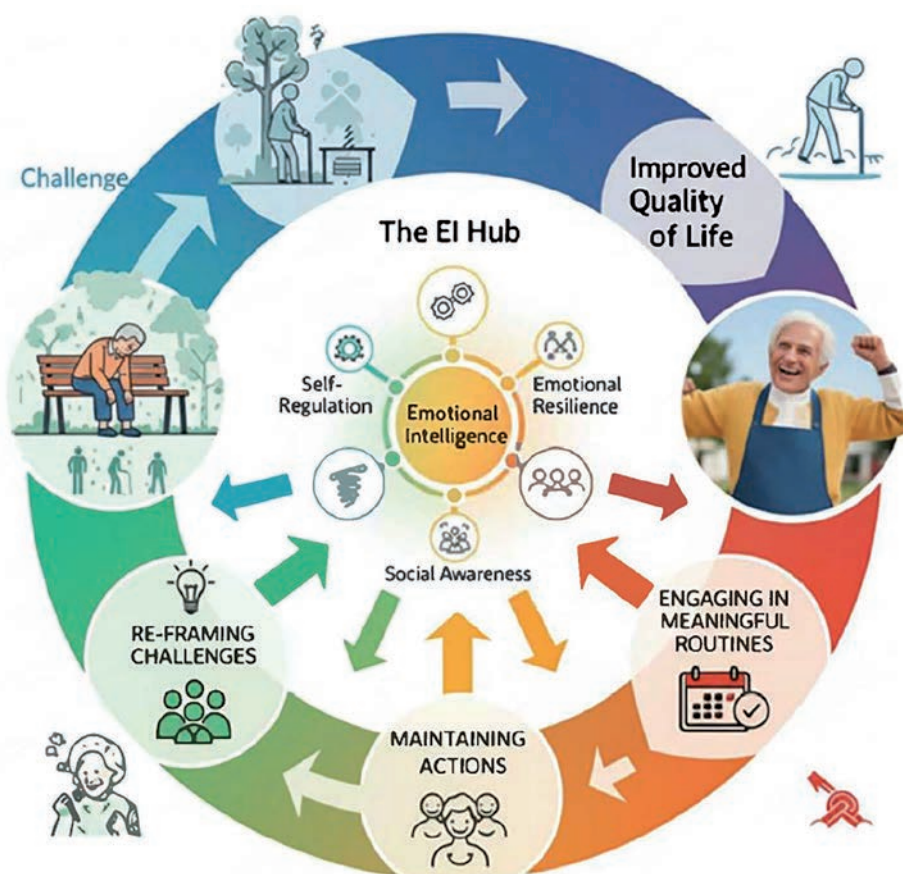 Challenge
Improved
Quality
of Life
The EI Hub
Self-
Regulation
Emotional
Resilience
Emotional
Intelligence
Social Awareness
RE-FRAMING
CHALLENGES
ENGAGING IN
MEANINGFUL
ROUTINES
MAINTAINING
ACTIONS